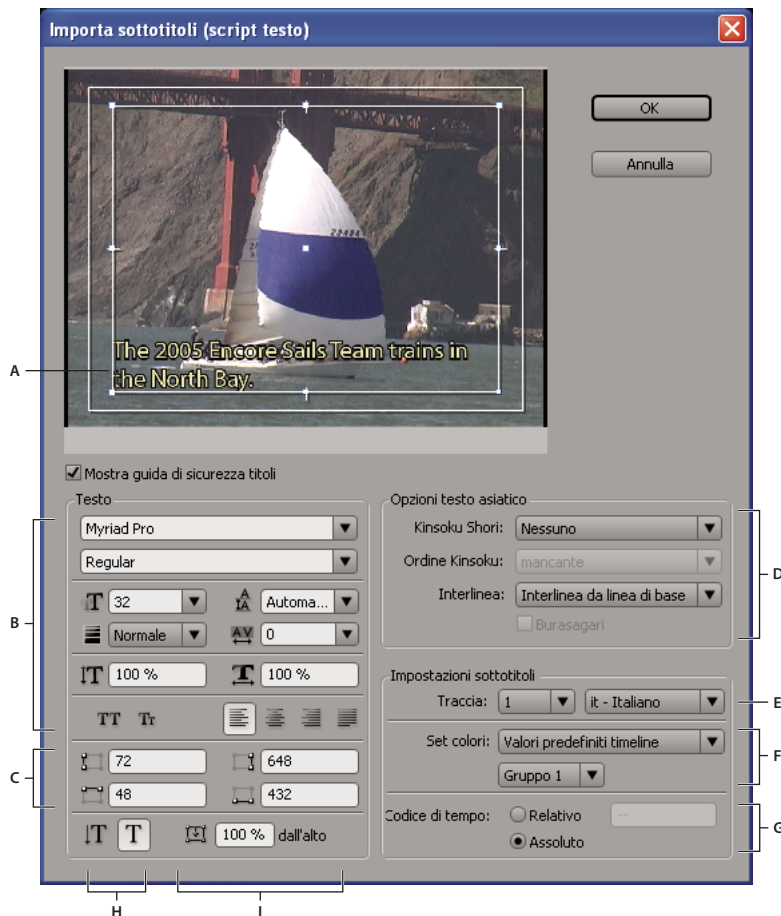 Importa sottotitoli (script testo)
OK
Annulla
28484
The 2005 Encore Sails Team trains in
the North Bay.
A
Mostra guida di sicurezza titoli
Testo
Myriad Pro
Regular
32
Automa...
Normale
0
100 %
100 %
TT
Tr
72
648
48
432
T
T
100 %
dall'alto
B
C
H
I
Opzioni testo asiatico
Kinsoku Shori:
Nessuno
Ordine Kinsoku:
mancante
Interlinea:
Interlinea da linea di base
Burasagari
D
Impostazioni sottotitoli
Traccia:
1
it - Italiano
E
Set colori:
Valori predefiniti timeline
Gruppo 1
F
Codice di tempo:
Relativo
--
Assoluto
G